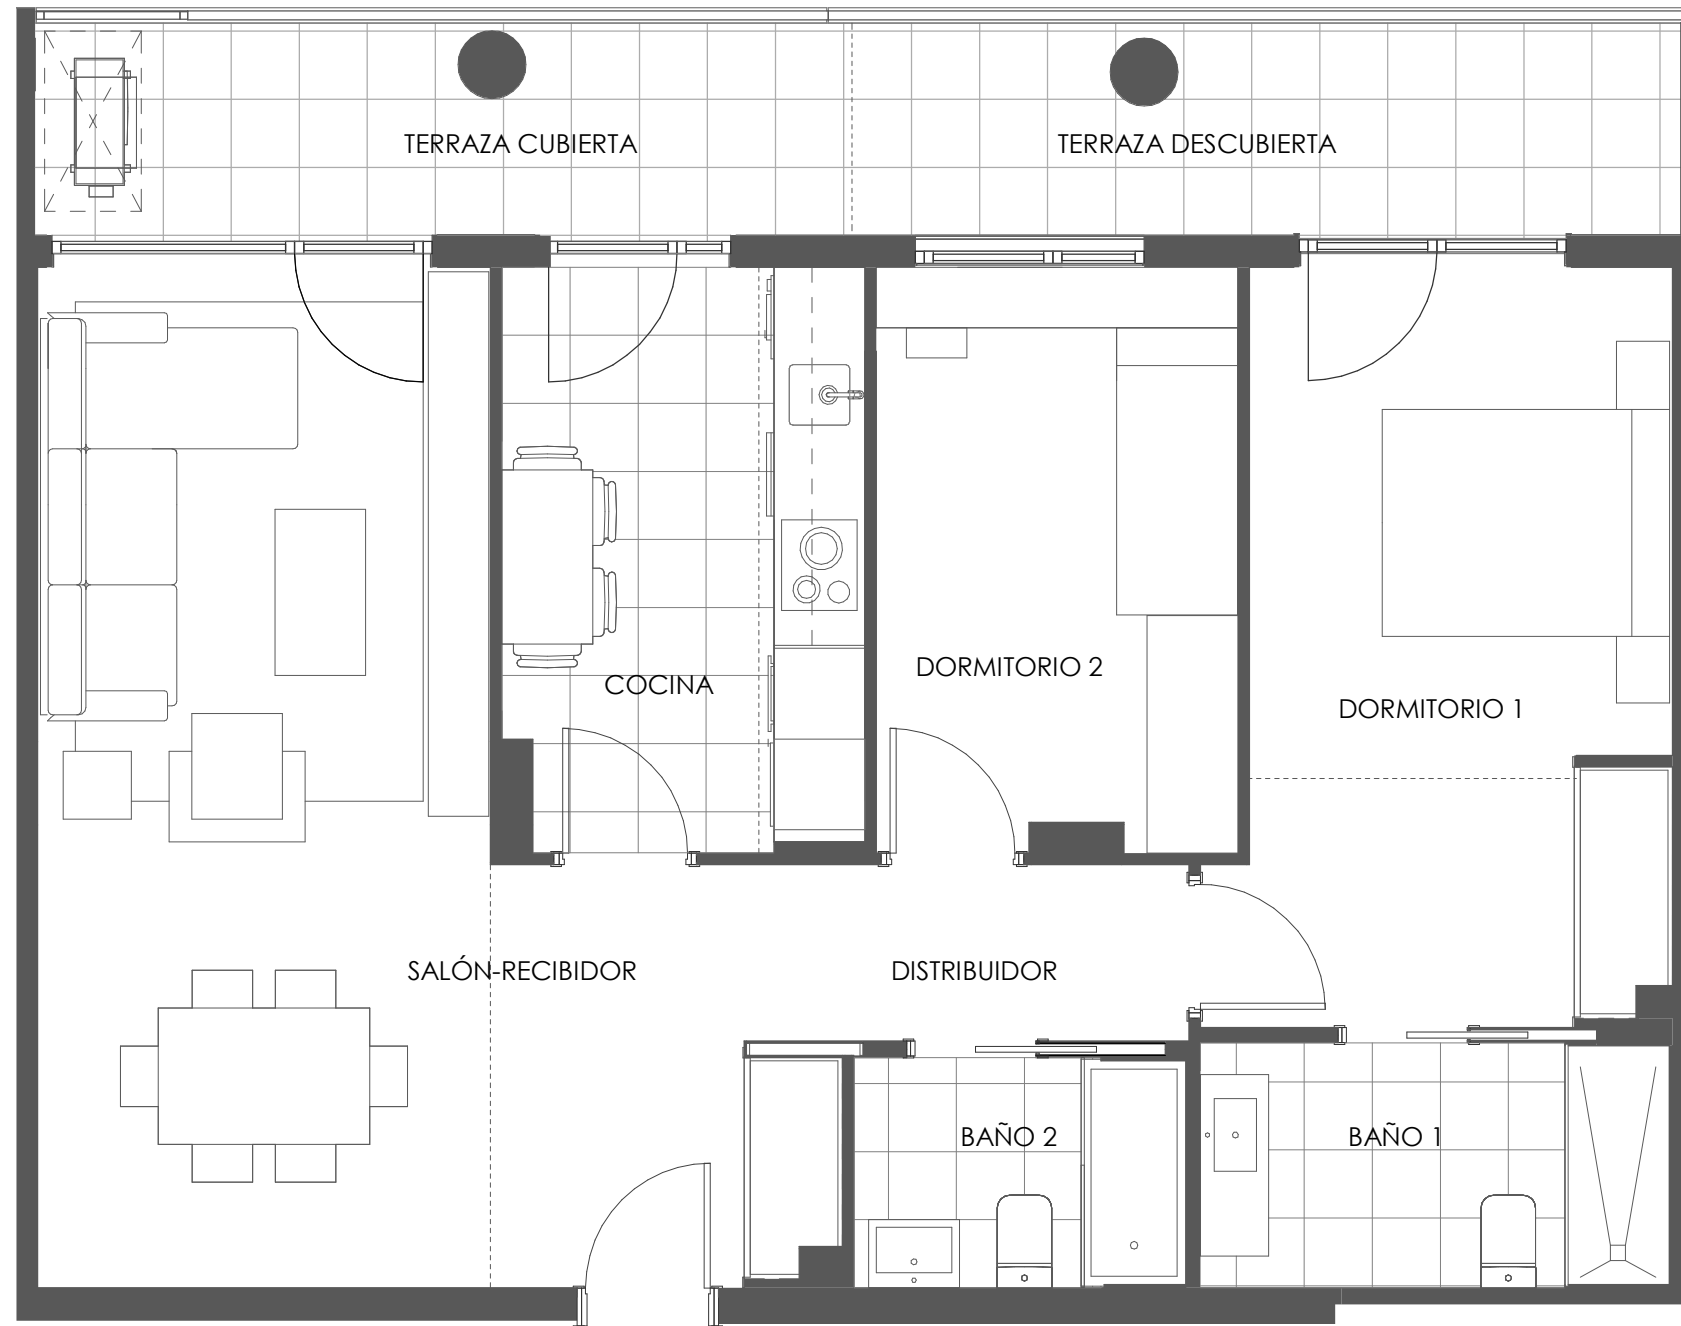 TERRAZA CUBIERTA
TERRAZA DESCUBIERTA
COCINA
DORMITORIO 2
DORMITORIO 1
SALÓN-RECIBIDOR
DISTRIBUIDOR
BAÑO 2
BAÑO 1